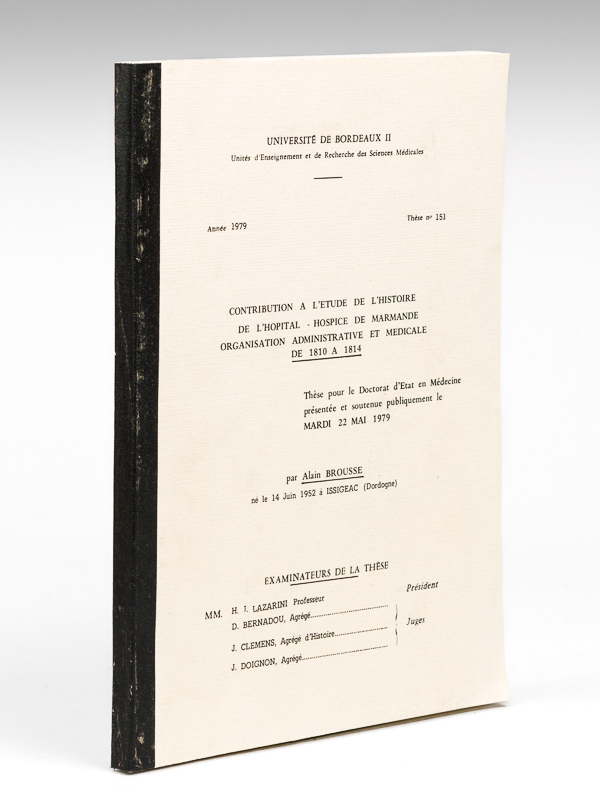 UNIVERSITÉ DE BORDEAUX II
Unités d'Enseignement et de Recherche des Sciences Médicales
Année 1979
Thèse nº 151
CONTRIBUTION A L'ETUDE DE L'HISTOIRE
DE L'HOPITAL - HOSPICE DE MARMANDE
ORGANISATION ADMINISTRATIVE ET MEDICALE
DE 1810 A 1814
Thèse pour le Doctorat d'Etat en Médecine
présentée et soutenue publiquement le
MARDI 22 MAI 1979
par Alain BROUSSE
né le 14 Juin 1952 à ISSIGEAC (Dordogne)
EXAMINATEURS DE LA THÈSE
MM. H. J. LAZARINI Professeur Président
D. BERNADOU, Agrégé
J. CLEMENS, Agrégé d'Histoire Juges
J. DOIGNON, Agrégé